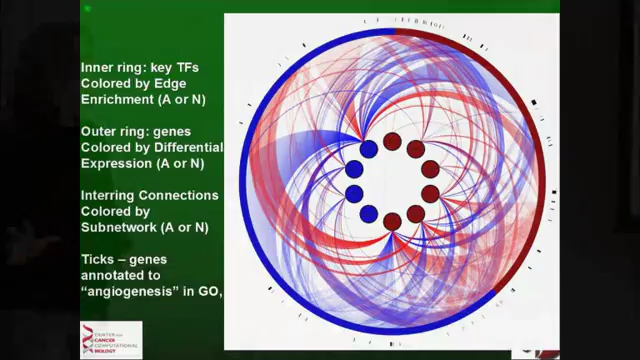 Inner ring: key TFs
Colored by Edge
Enrichment (A or N)
Outer ring: genes
Colored by Differential
Expression (A or N)
Interring Connections
Colored by
Subnetwork (A or N)
Ticks – genes
annotated to
“angiogenesis” in GO,
CENTER FOR
CANCER
COMPUTATIONAL
BIOLOGY